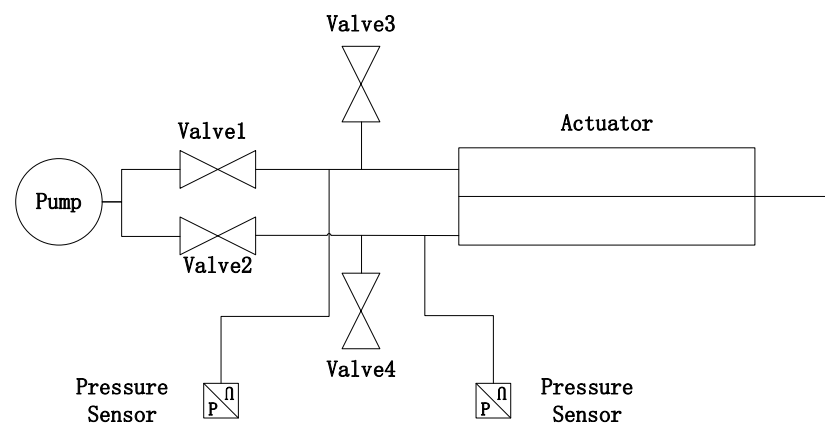 Valve3
Valve1
Actuator
Pump
Valve2
Valve4
Pressure
Sensor
P
U
P
U
Pressure
Sensor